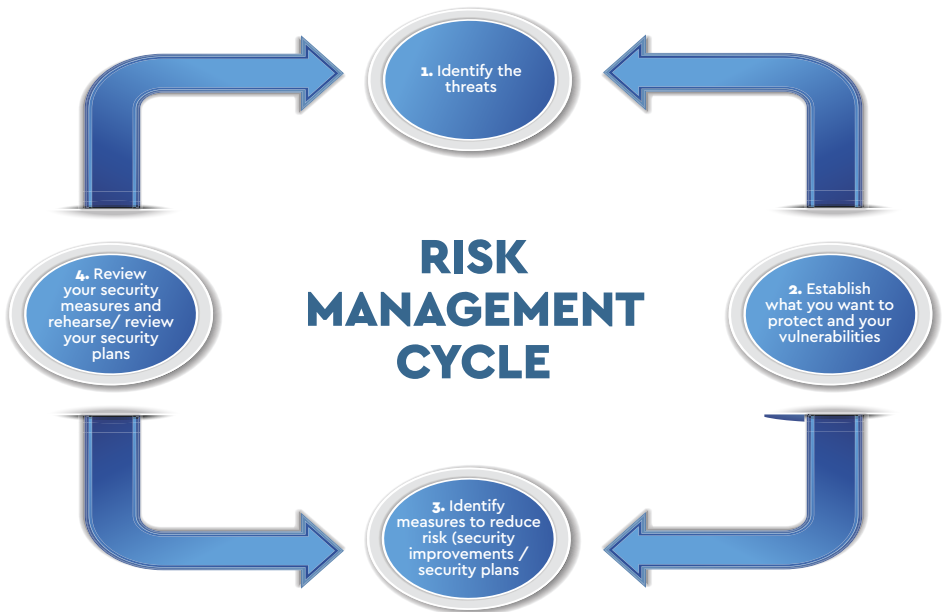 1. Identify the
threats
RISK
MANAGEMENT
CYCLE
4. Review
your security
measures and
rehearse/ review
your security
plans
2. Establish
what you want to
protect and your
vulnerabilities
3. Identify
measures to reduce
risk (security
improvements /
security plans